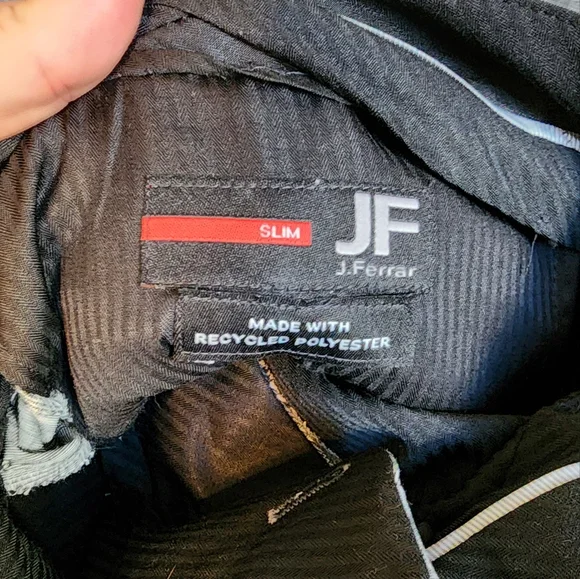 SLIM
JF
J.Ferrar
MADE WITH
RECYCLED POLYESTER